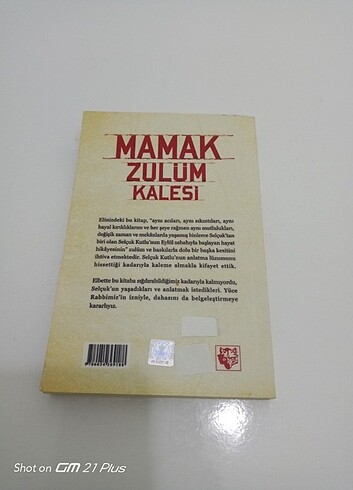 MAMAK
ZULÜM
KALESİ
Elinizdeki bu kitap, "aynı acıları, aynı sıkıntıları, aynı
hayal kırıklıklarını ve her şeye rağmen aynı mutlulukları,
değişik zaman ve mekânlarda yaşamış binlerce Selçuk'tan
biri olan Selçuk Kutlu'nun Eylül sabahıyla başlayan hayat
hikâyesinin" zulüm ve baskılarla dolu bir başka kesitini
ihtiva etmektedir. Selçuk Kutlu'nun anlatma lüzumunu
hissettiği kadarıyla kaleme almakla kifayet ettik.
Elbette bu kitaba sığdırabildiğimiz kadarıyla kalmıyordu,
Selçuk'un yaşadıkları ve anlatmak istedikleri. Yüce
Rabbimiz'in izniyle, dahasını da belgeleştirmeye
kararlıyız.
Shot on GM 21 Plus